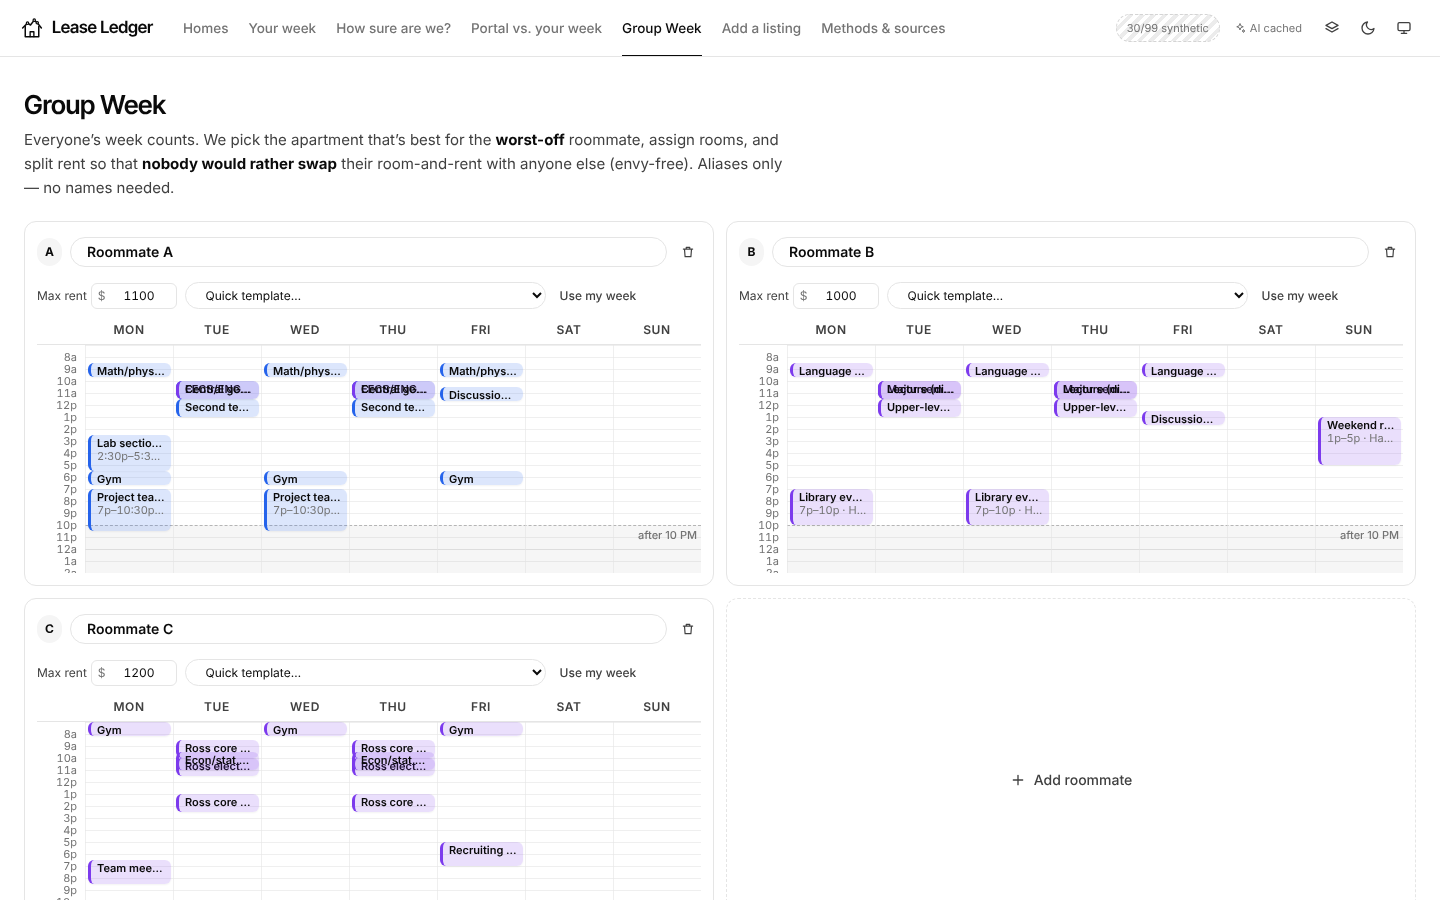 Lease Ledger
Homes
Your week
How sure are we?
Portal vs. your week
Group Week
Add a listing
Methods & sources
30/99 synthetic
AI cached
Group Week
Everyone's week counts. We pick the apartment that's best for the worst-off roommate, assign rooms, and
split rent so that nobody would rather swap their room-and-rent with anyone else (envy-free). Aliases only
— no names needed.
A
Roommate A
Max rent $ 1100
Quick template...
Use my week
MON TUE WED THU FRI SAT SUN
8a
9a
10a
11a
12p
1p
2p
3p
4p
5p
6p
7p
8p
9p
10p
11p
12a
1a
Math/phys...
Math/phys...
Math/phys...
Discussio...
Second te...
Second te...
Lab sectio...
2:30p–5:3...
Gym
Gym
Gym
Project tea...
7p–10:30p...
Project tea...
7p–10:30p...
after 10 PM
B
Roommate B
Max rent $ 1000
Quick template...
Use my week
MON TUE WED THU FRI SAT SUN
8a
9a
10a
11a
12p
1p
2p
3p
4p
5p
6p
7p
8p
9p
10p
11p
12a
1a
Language ...
Language ...
Language ...
Upper-lev...
Upper-lev...
Discussio...
Weekend r...
1p–5p · Ha...
Library ev...
7p–10p · H...
Library ev...
7p–10p · H...
after 10 PM
C
Roommate C
Max rent $ 1200
Quick template...
Use my week
MON TUE WED THU FRI SAT SUN
8a
9a
10a
11a
12p
1p
2p
3p
4p
5p
6p
7p
8p
9p
Gym
Gym
Gym
Ross core ...
Ross core ...
Econ/stat...
Econ/stat...
Ross elect...
Ross elect...
Ross core ...
Ross core ...
Recruiting ...
Team mee...
Add roommate